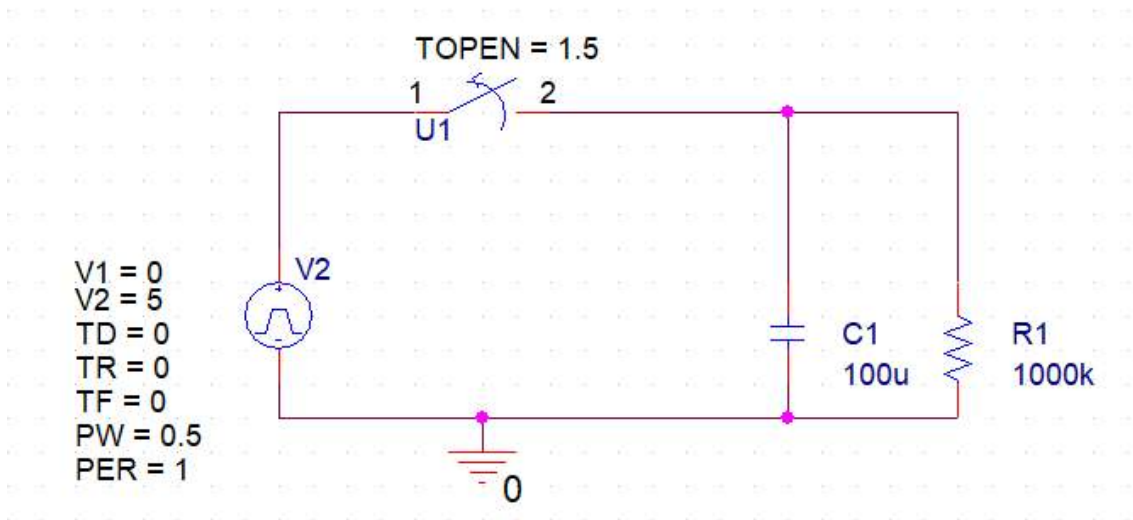 TOPEN = 1.5
1
2
U1
V2
V1 = 0
V2 = 5
TD = 0
TR = 0
TF = 0
PW = 0.5
PER = 1
C1
100u
R1
1000k
0